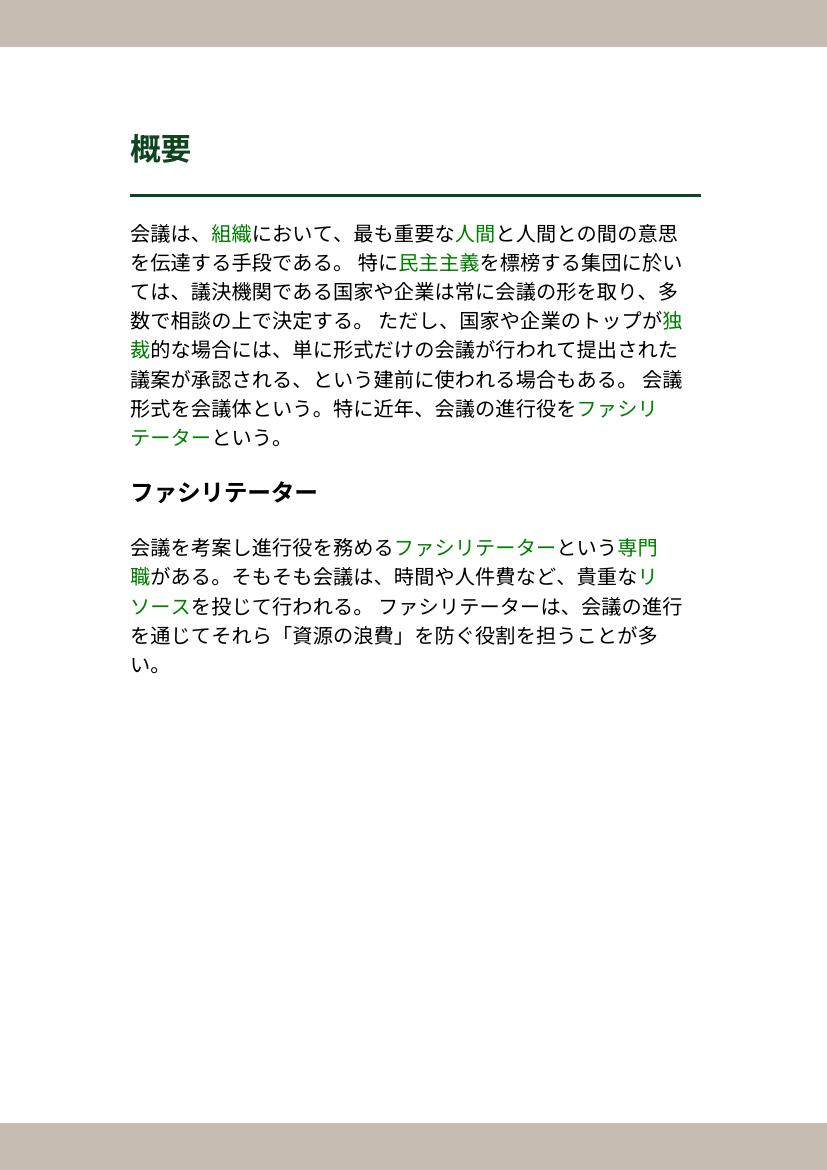 概要
会議は、組織において、最も重要な人間と人間との間の意思
を伝達する手段である。 特に民主主義を標榜する集団に於い
ては、議決機関である国家や企業は常に会議の形を取り、多
数で相談の上で決定する。 ただし、国家や企業のトップが独
裁的な場合には、単に形式だけの会議が行われて提出された
議案が承認される、という建前に使われる場合もある。 会議
形式を会議体という。特に近年、会議の進行役をファシリ
テーターという。
ファシリテーター
会議を考案し進行役を務めるファシリテーターという専門
職がある。そもそも会議は、時間や人件費など、貴重なリ
ソースを投じて行われる。 ファシリテーターは、会議の進行
を通じてそれら「資源の浪費」を防ぐ役割を担うことが多
い。